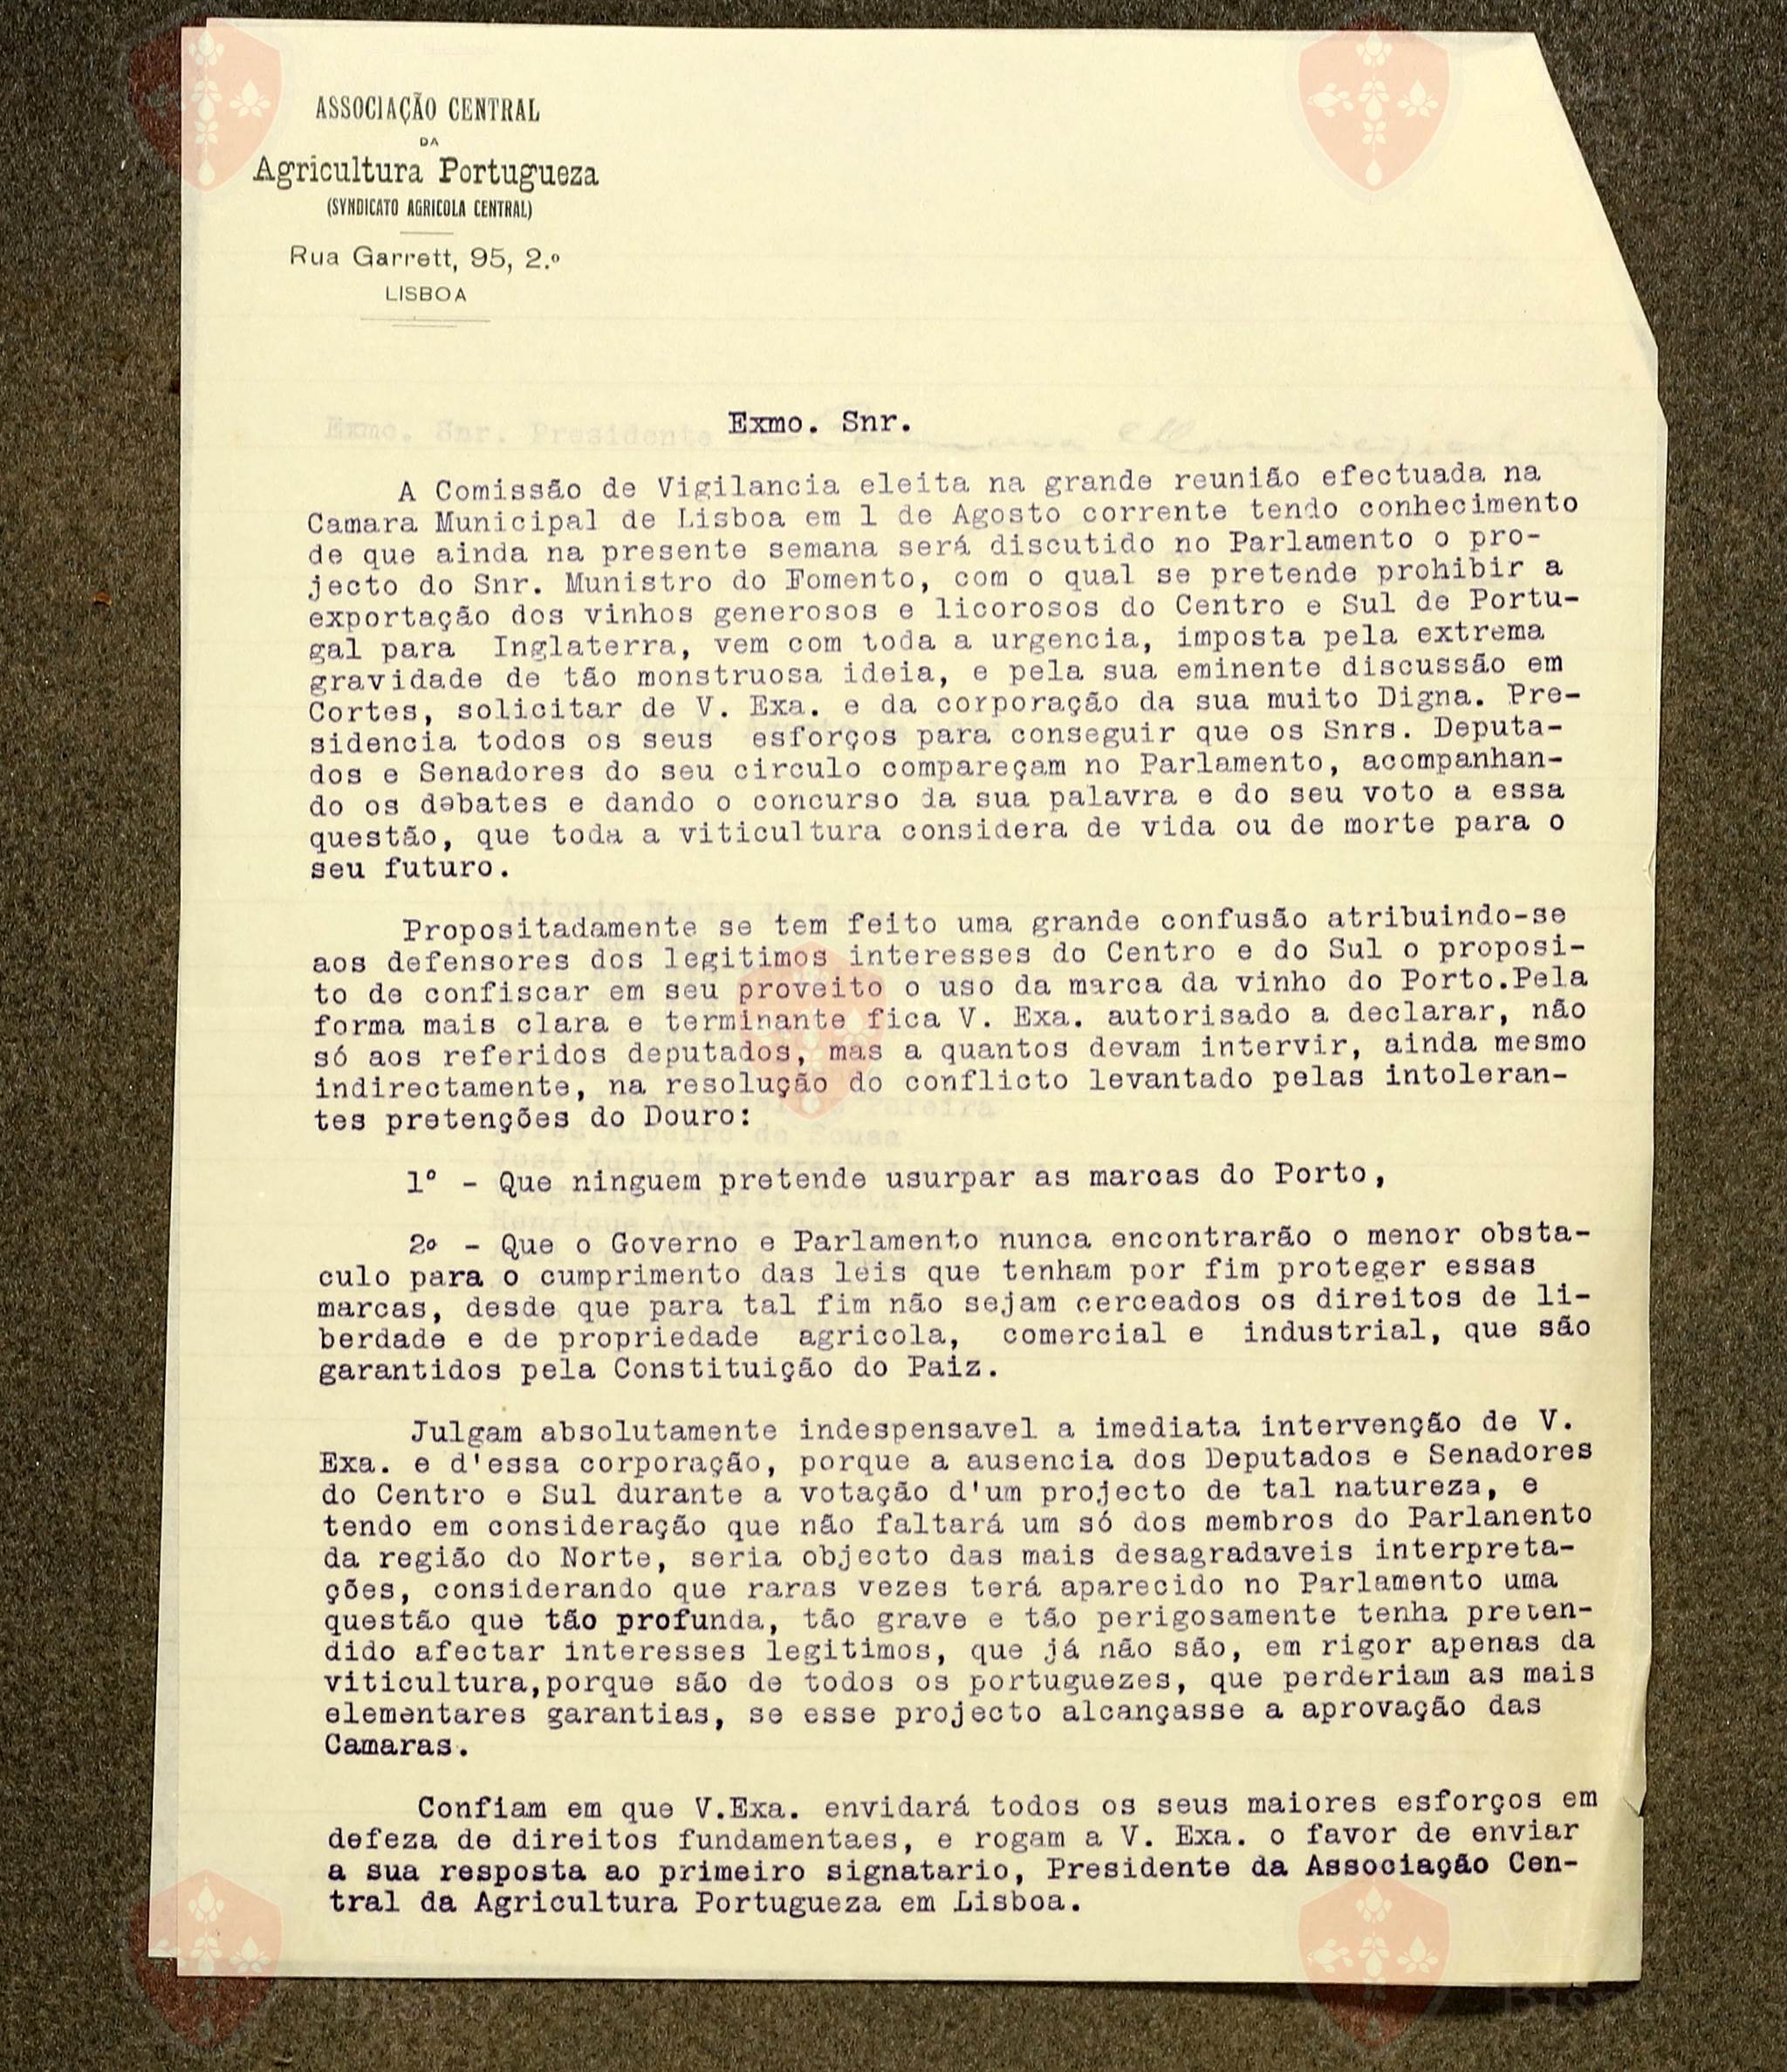 ASSOCIAÇÃO CENTRAL
DA
Agricultura Portugueza
(SYNDICATO AGRICOLA CENTRAL)
Rua Garrett, 95, 2.º
LISBOA
Exmo. Snr. Presidente
Exmo. Snr.
A Comissão de Vigilancia eleita na grande reunião efectuada na
Camara Municipal de Lisboa em 1 de Agosto corrente tendo conhecimento
de que ainda na presente semana será discutido no Parlamento o pro-
jecto do Snr. Munistro do Fomento, com o qual se pretende prohibir a
exportação dos vinhos generosos e licorosos do Centro e Sul de Portu-
gal para Inglaterra, vem com toda a urgencia, imposta pela extrema
gravidade de tão monstruosa ideia, e pela sua eminente discussão em
Cortes, solicitar de V. Exa. e da corporação da sua muito Digna. Pre-
sidencia todos os seus esforços para conseguir que os Snrs. Deputa-
dos e Senadores do seu circulo compareçam no Parlamento, acompanhan-
do os debates e dando o concurso da sua palavra e do seu voto a essa
questão, que toda a viticultura considera de vida ou de morte para o
seu futuro.
Propositadamente se tem feito uma grande confusão atribuindo-se
aos defensores dos legitimos interesses do Centro e do Sul o proposi-
to de confiscar em seu proveito o uso da marca da vinho do Porto.Pela
forma mais clara e terminante fica V. Exa. autorisado a declarar, não
só aos referidos deputados, mas a quantos devam intervir, ainda mesmo
indirectamente, na resolução do conflicto levantado pelas intoleran-
tes pretenções do Douro:
1º - Que ninguem pretende usurpar as marcas do Porto,
2º - Que o Governo e Parlamento nunca encontrarão o menor obsta-
culo para o cumprimento das leis que tenham por fim proteger essas
marcas, desde que para tal fim não sejam cerceados os direitos de li-
berdade e de propriedade agricola, comercial e industrial, que são
garantidos pela Constituição do Paiz.
Julgam absolutamente indespensavel a imediata intervenção de V.
Exa. e d'essa corporação, porque a ausencia dos Deputados e Senadores
do Centro e Sul durante a votação d'um projecto de tal natureza, e
tendo em consideração que não faltará um só dos membros do Parlanento
da região do Norte, seria objecto das mais desagradaveis interpreta-
ções, considerando que raras vezes terá aparecido no Parlamento uma
questão que tão profunda, tão grave e tão perigosamente tenha preten-
dido afectar interesses legitimos, que já não são, em rigor apenas da
viticultura,porque são de todos os portuguezes, que perderiam as mais
elementares garantias, se esse projecto alcançasse a aprovação das
Camaras.
Confiam em que V.Exa. envidará todos os seus maiores esforços em
defeza de direitos fundamentaes, e rogam a V. Exa. o favor de enviar
a sua resposta ao primeiro signatario, Presidente da Associação Cen-
tral da Agricultura Portugueza em Lisboa.